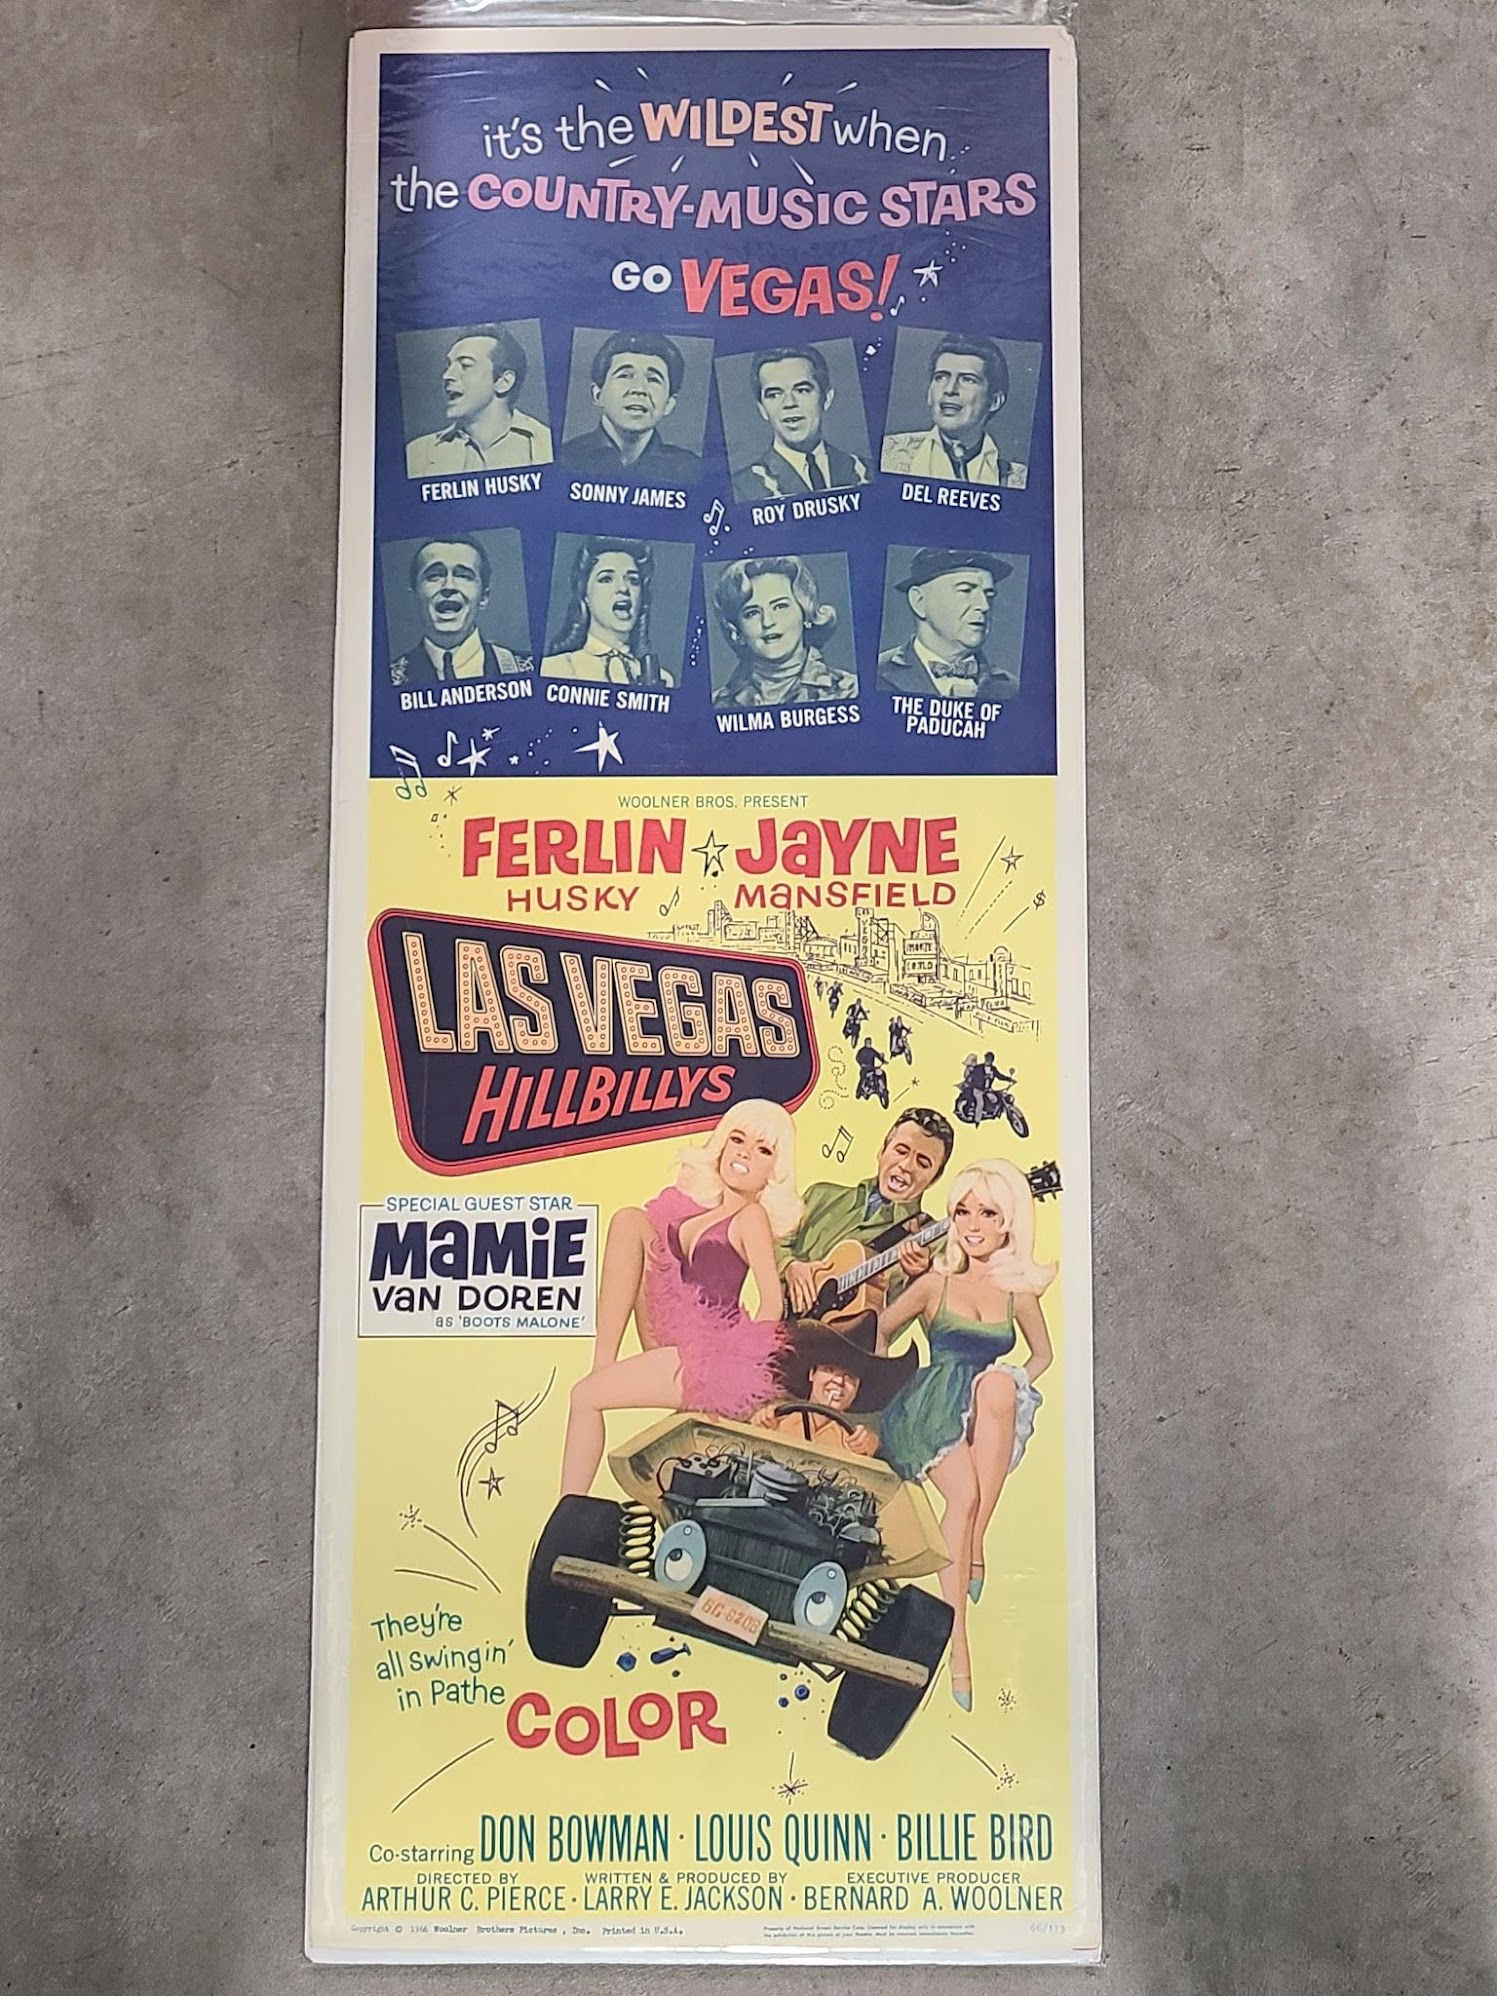 it's the WILDEST when
the COUNTRY-MUSIC STARS
GO VEGAS!
FERLIN HUSKY
SONNY JAMES
ROY DRUSKY
DEL REEVES
BILL ANDERSON
CONNIE SMITH
WILMA BURGESS
THE DUKE OF
PADUCAH
WOOLNER BROS. PRESENT
FERLIN JAYNE
HUSKY MANSFIELD
LAS VEGAS
HILLBILLYS
SPECIAL GUEST STAR
MAMIE
VAN DOREN
as 'BOOTS MALONE'
They're
all swingin'
in Pathe
COLOR
Co-starring DON BOWMAN · LOUIS QUINN · BILLIE BIRD
DIRECTED BY WRITTEN & PRODUCED BY EXECUTIVE PRODUCER
ARTHUR C. PIERCE · LARRY E. JACKSON · BERNARD A. WOOLNER
Copyright © 1966 Woolner Brothers Pictures, Inc. Printed in U.S.A.
66/193